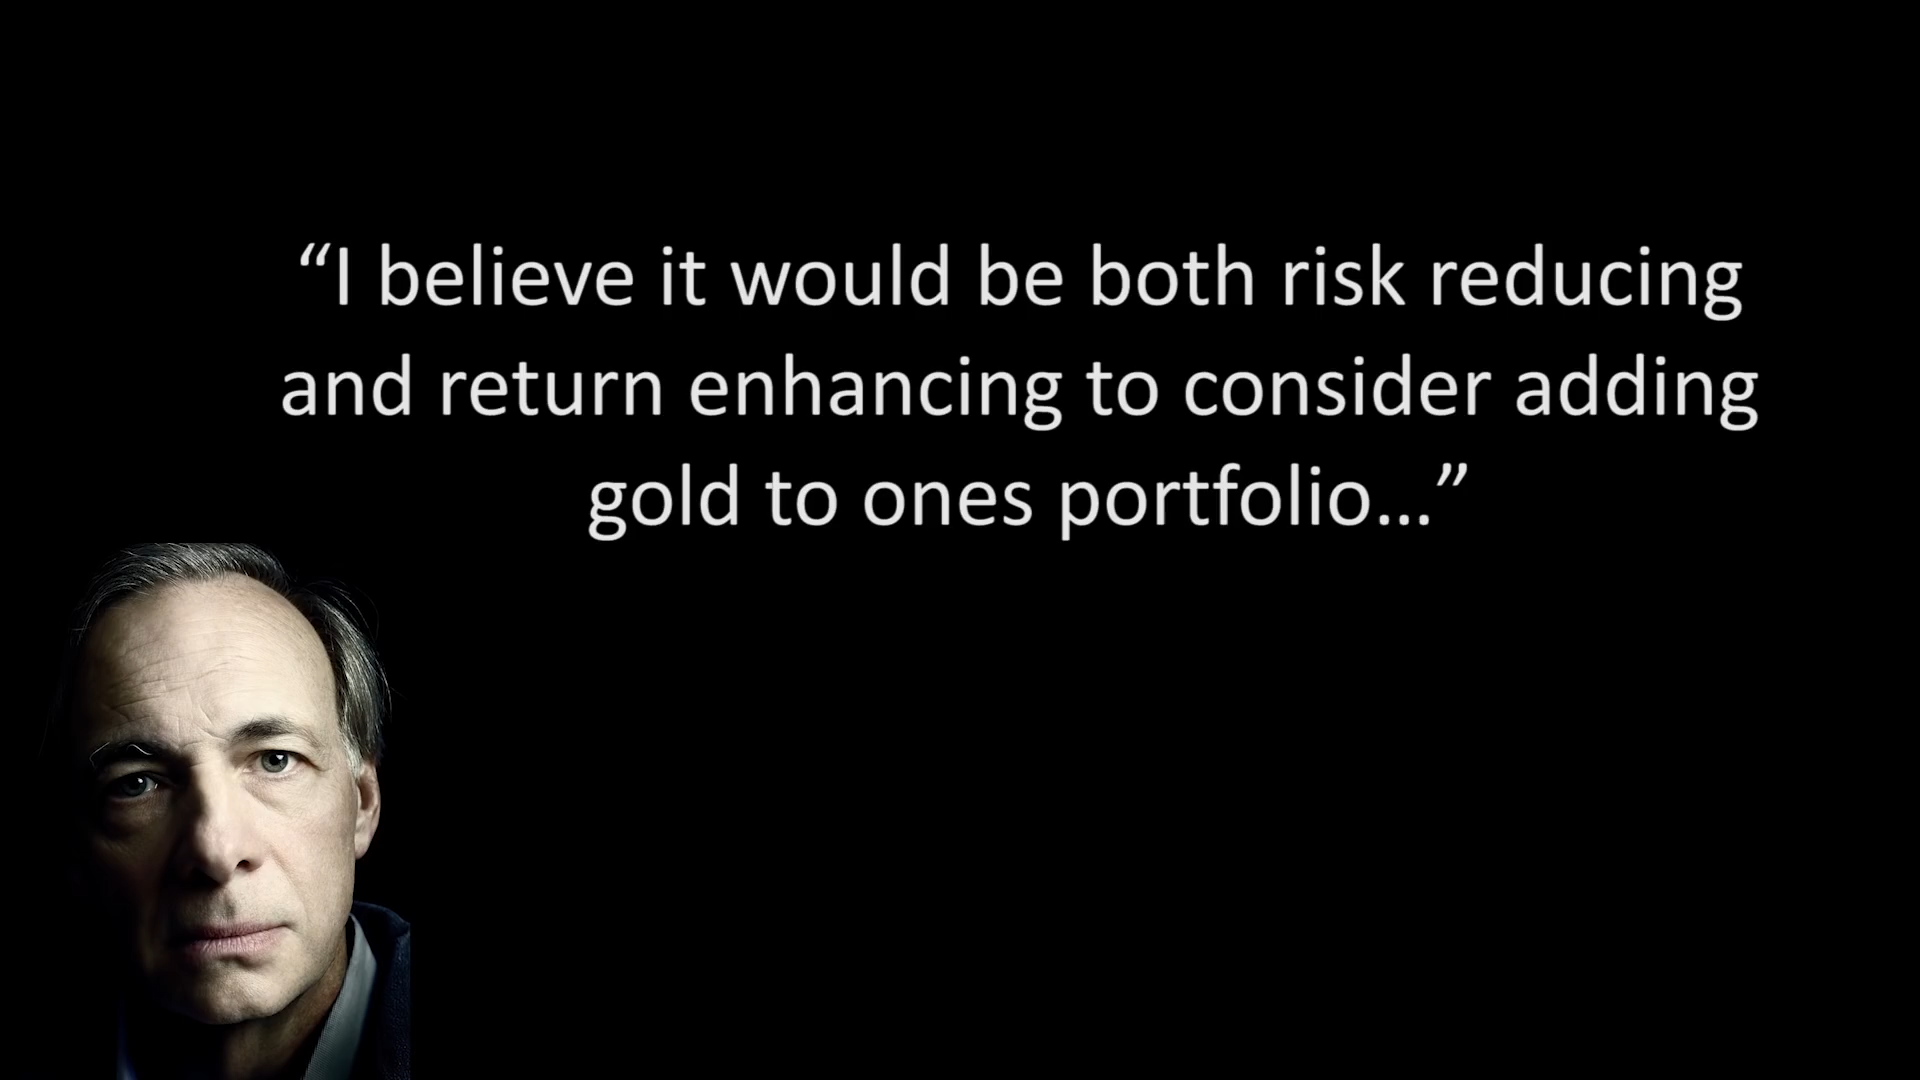 “I believe it would be both risk reducing
and return enhancing to consider adding
gold to ones portfolio…”